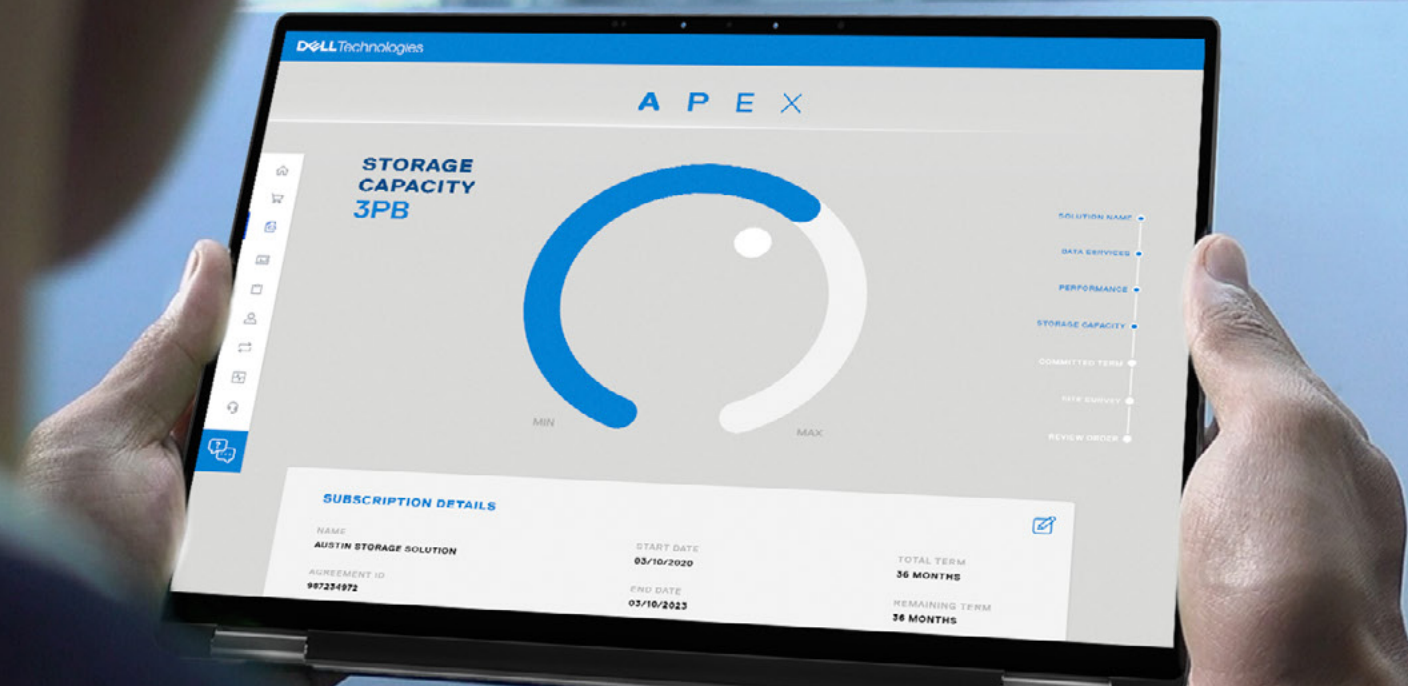 DELLTechnologies
APEX
STORAGE
CAPACITY
3PB
MIN
MAX
SOLUTION NAME
DATA SERVICES
PERFORMANCE
STORAGE CAPACITY
COMMITTED TERM
SITE SURVEY
REVIEW ORDER
SUBSCRIPTION DETAILS
NAME
AUSTIN STORAGE SOLUTION
AGREEMENT ID
987234972
START DATE
03/10/2020
END DATE
03/10/2023
TOTAL TERM
36 MONTHS
REMAINING TERM
36 MONTHS